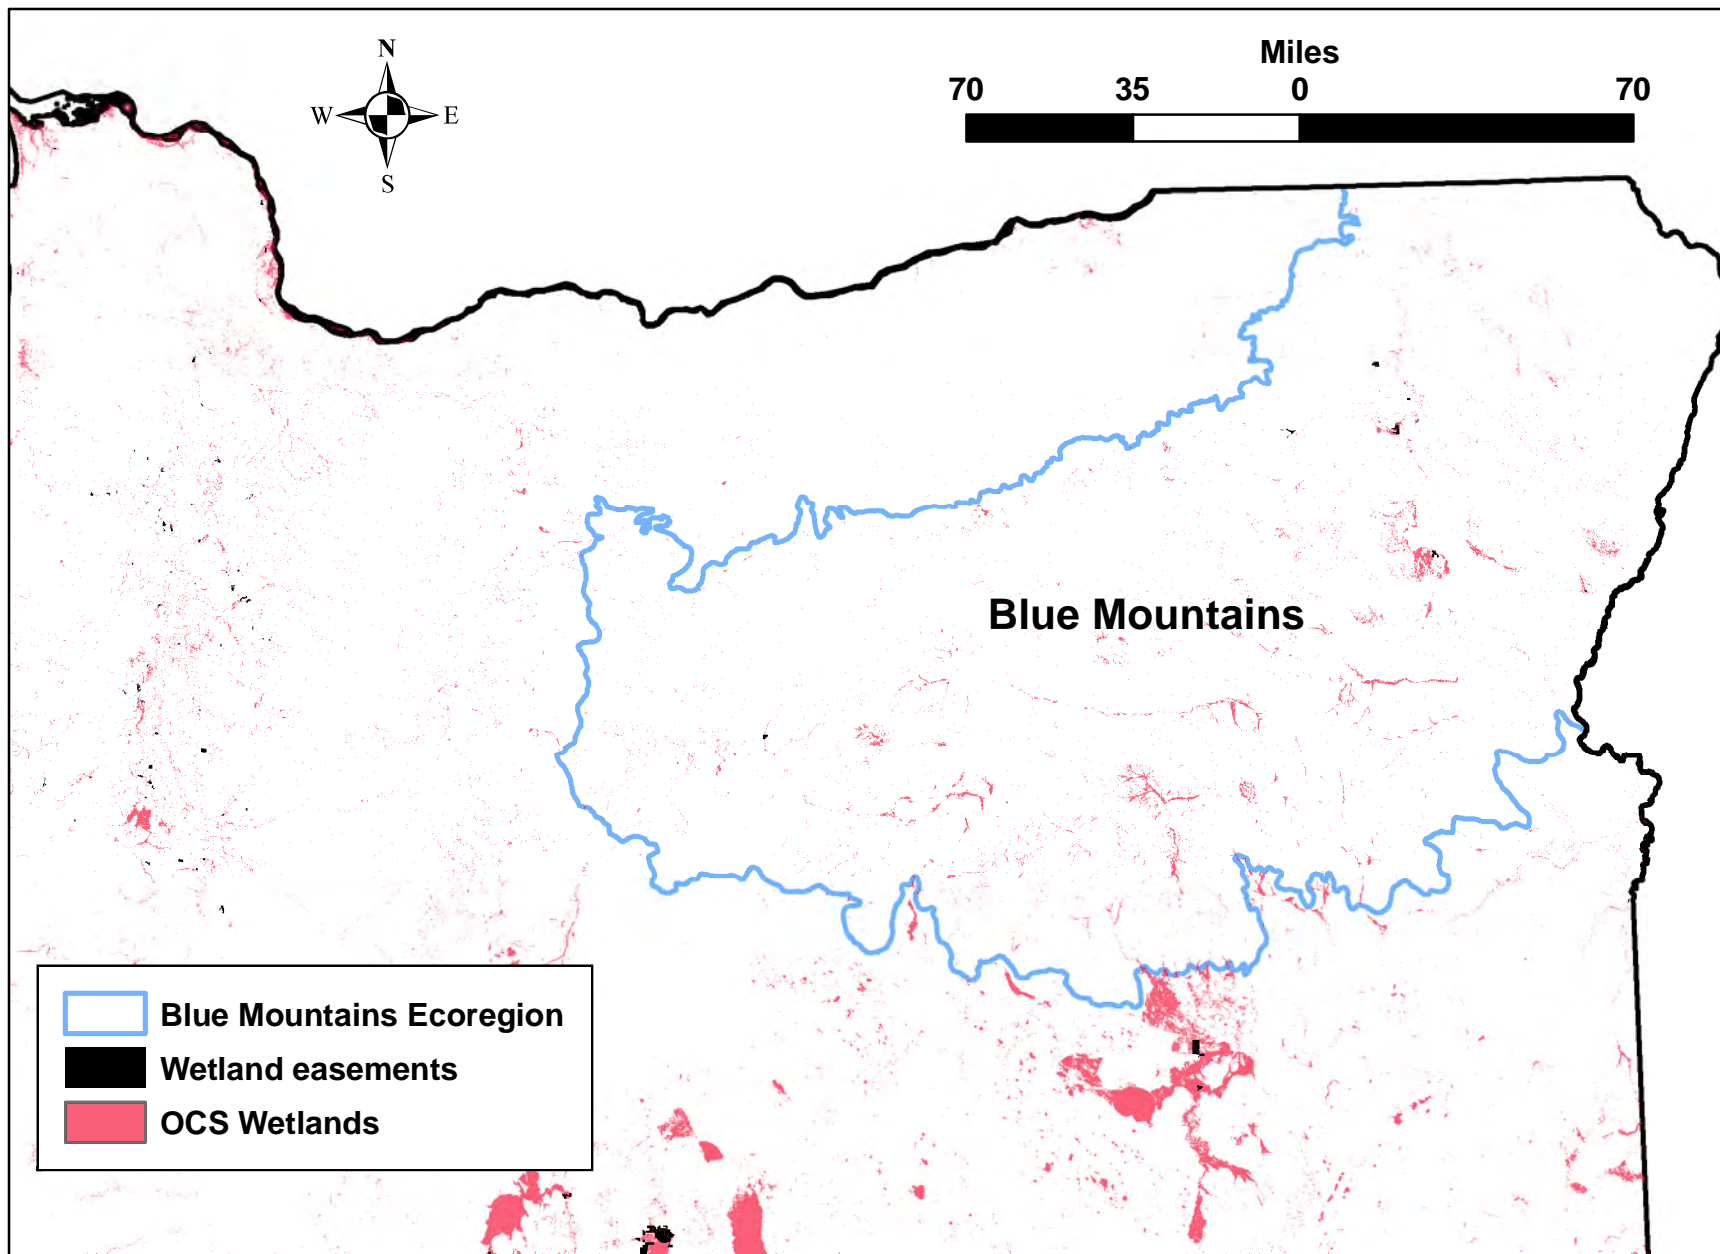 N
W E
S
Miles
70 35 0 70
Blue Mountains
Blue Mountains Ecoregion
Wetland easements
OCS Wetlands